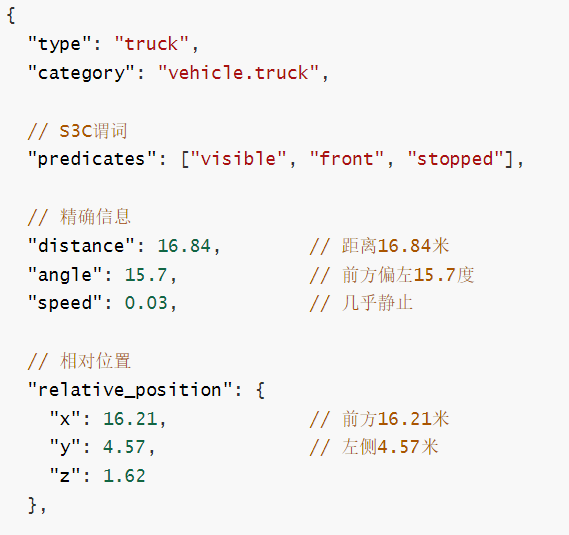 {
"type": "truck",
"category": "vehicle.truck",
// S3C谓词
"predicates": ["visible", "front", "stopped"],
// 精确信息
"distance": 16.84, // 距离16.84米
"angle": 15.7, // 前方偏左15.7度
"speed": 0.03, // 几乎静止
// 相对位置
"relative_position": {
"x": 16.21, // 前方16.21米
"y": 4.57, // 左侧4.57米
"z": 1.62
},